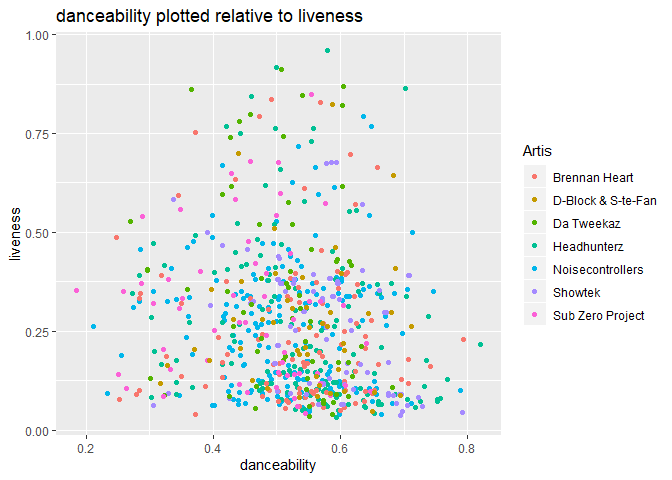 danceability plotted relative to liveness
1.00
0.75
0.50
0.25
0.00
liveness
0.2
0.4
0.6
0.8
danceability
Artis
Brennan Heart
D-Block & S-te-Fan
Da Tweekaz
Headhunterz
Noisecontrollers
Showtek
Sub Zero Project